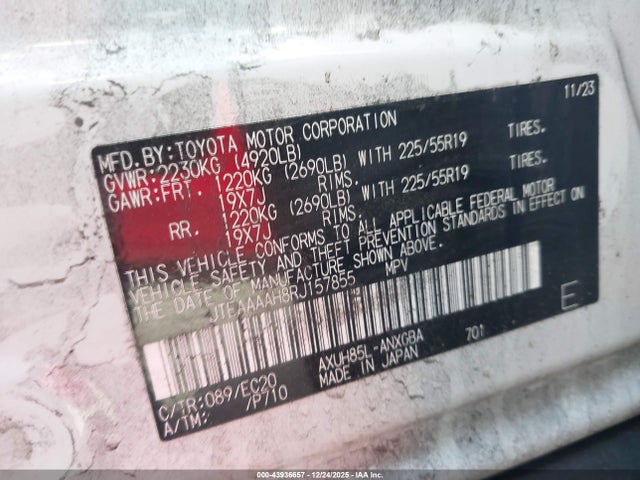 11/23
MFD. BY: TOYOTA MOTOR CORPORATION
GVWR: 2230KG (4920LB)
GAWR: FRT. 1220KG (2690LB) WITH 225/55R19 TIRES.
19X7J RIMS.
RR. 1220KG (2690LB) WITH 225/55R19 TIRES.
19X7J RIMS.
THIS VEHICLE CONFORMS TO ALL APPLICABLE FEDERAL MOTOR
VEHICLE SAFETY AND THEFT PREVENTION STANDARDS IN EFFECT ON
THE DATE OF MANUFACTURE SHOWN ABOVE.
JTEAAAAH8RJ157855 MPV
E
C/TR: 089/EC20 AXUH85L-ANXGBA 701
A/TM: /P710 MADE IN JAPAN
000-43936657 - 12/24/2025 - IAAI.COM